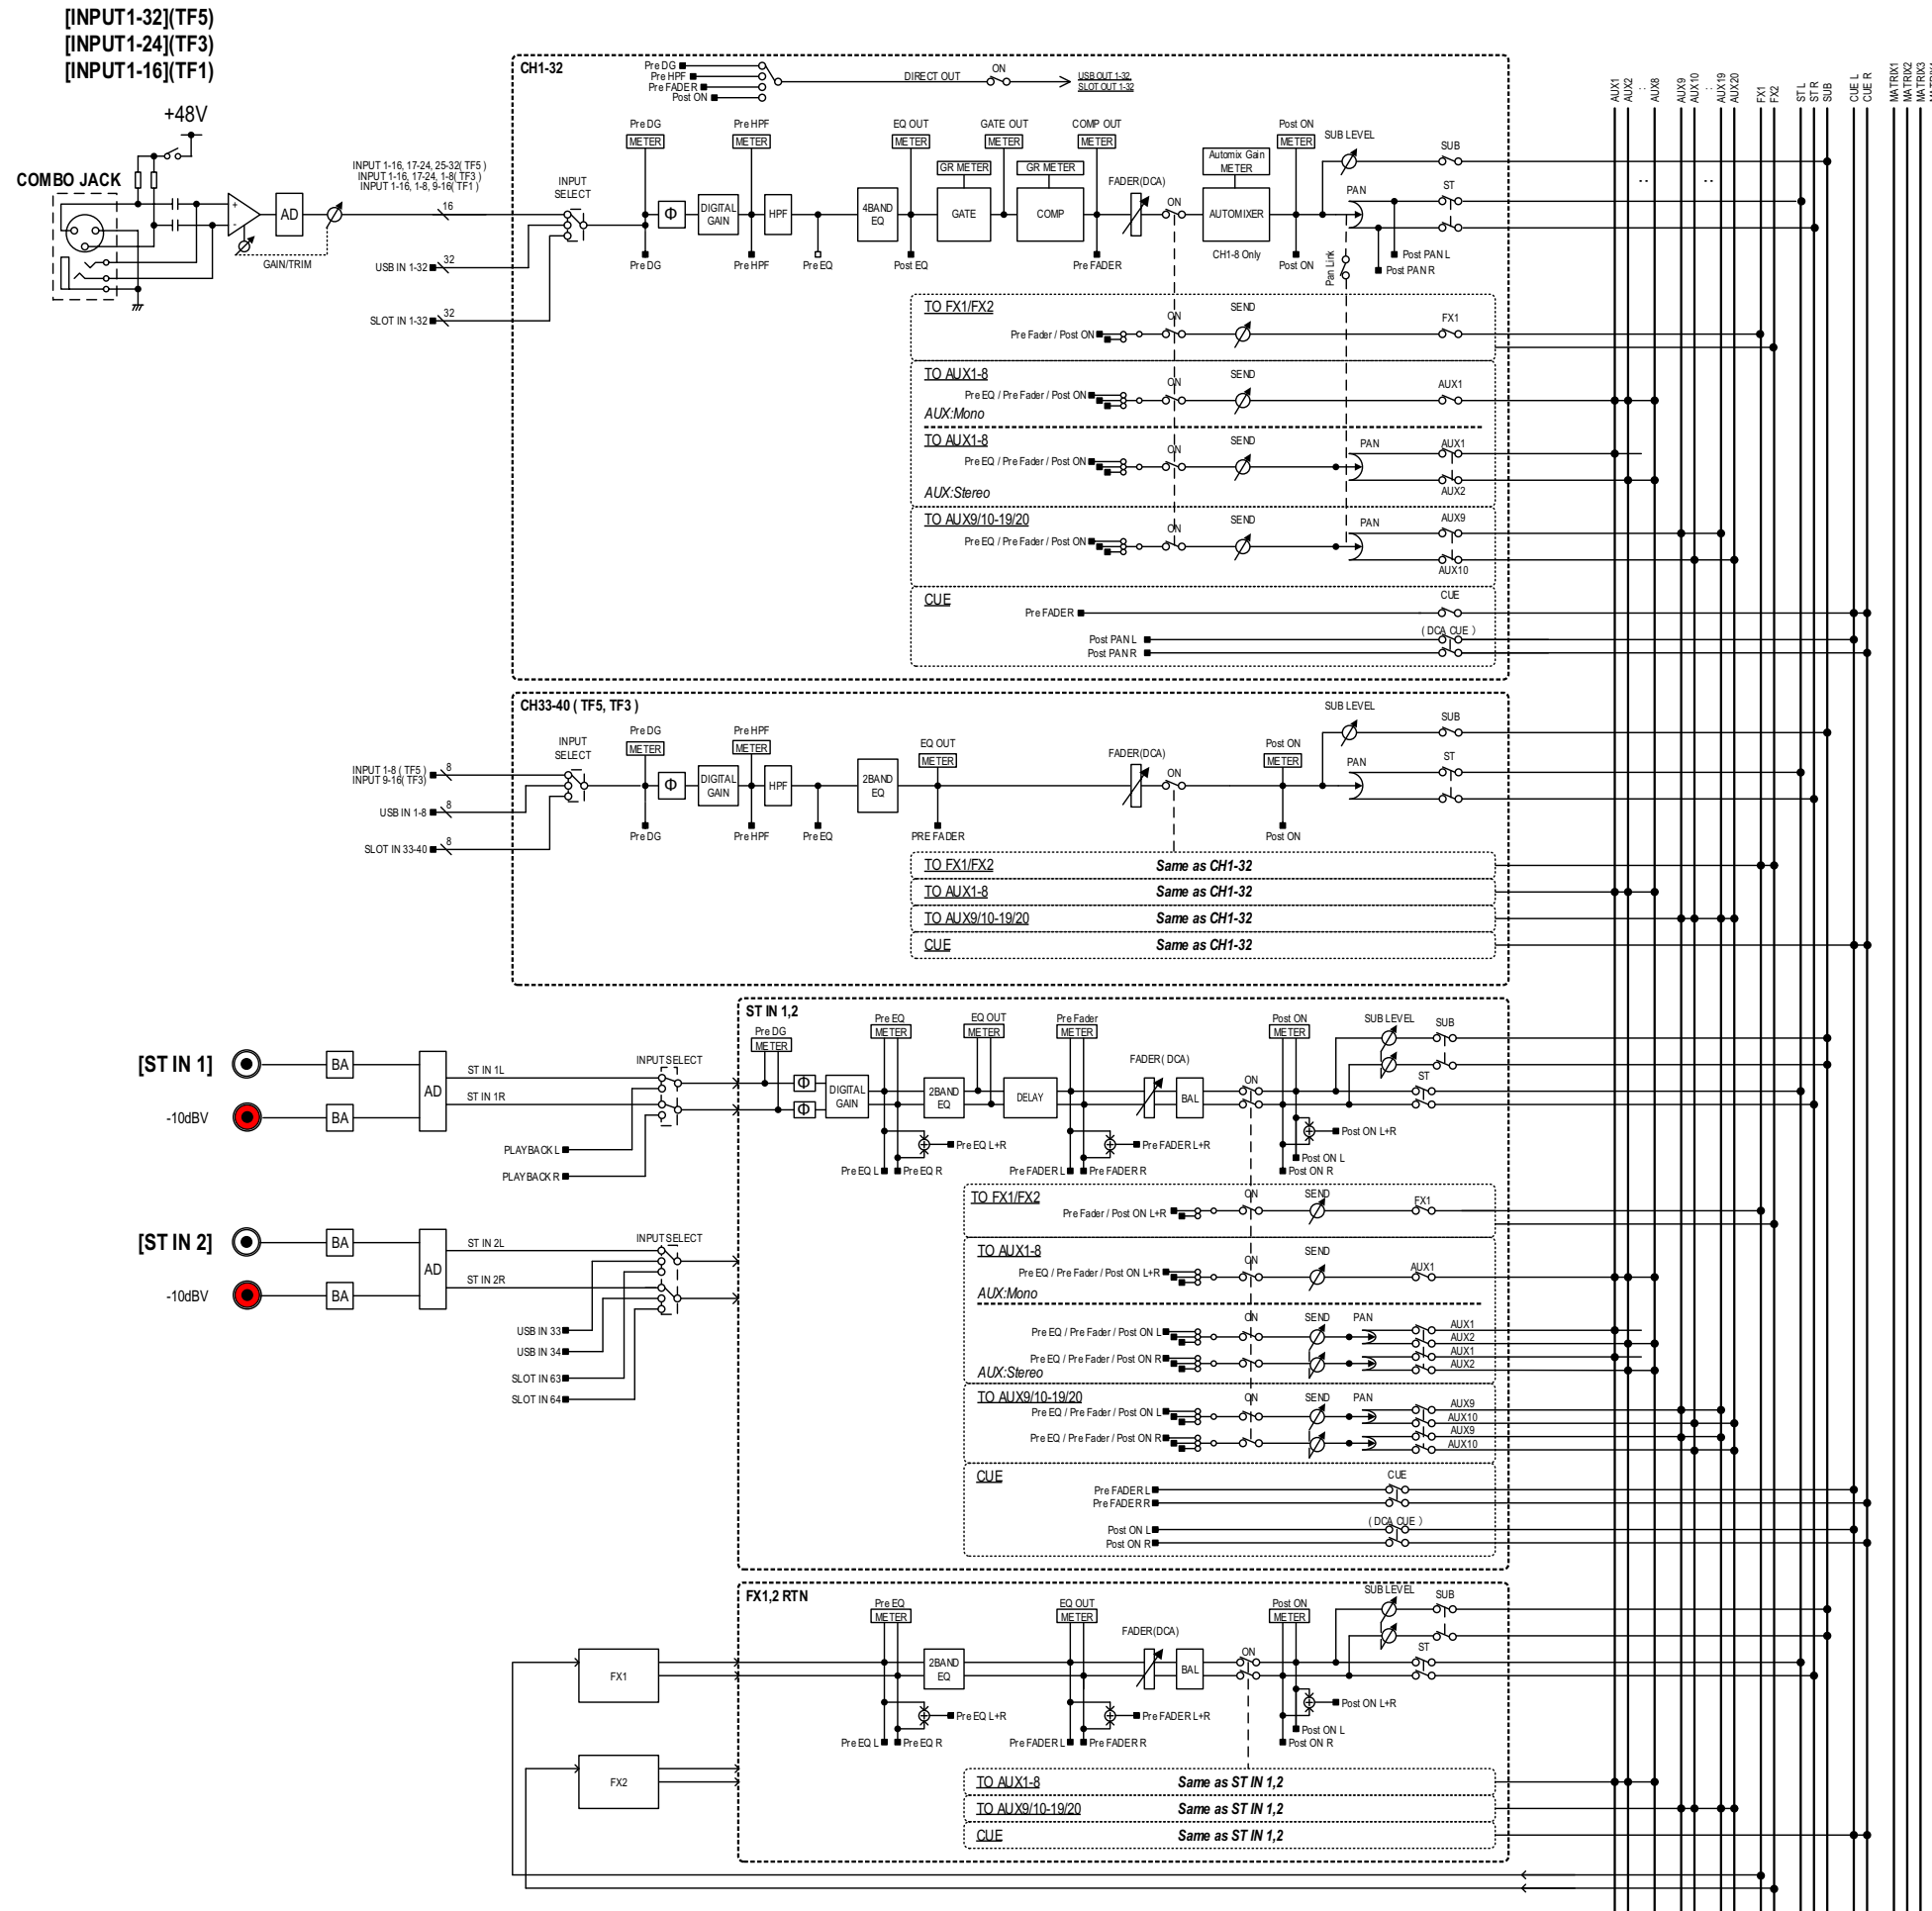 [INPUT1-32](TF5)
[INPUT1-24](TF3)
[INPUT1-16](TF1)
+48V
COMBO JACK
AD
GAIN/TRIM
INPUT 1-16, 17-24, 25-32( TF5 )
INPUT 1-16, 17-24, 1-8( TF3 )
INPUT 1-16, 1-8, 9-16( TF1 )
16
USB IN 1-32
32
SLOT IN 1-32
32
AUX1
AUX2
AUX8
AUX9
AUX10
AUX19
AUX20
FX1
FX2
ST L
ST R
SUB
CUE L
CUE R
MATRIX1
MATRIX2
MATRIX3
CH1-32
Pre DG
Pre HPF
Pre FADER
Post ON
DIRECT OUT
ON
USB OUT 1-32
SLOT OUT 1-32
INPUT
SELECT
Pre DG
METER
Pre HPF
METER
EQ OUT
METER
GATE OUT
METER
COMP OUT
METER
GR METER
GR METER
Automix Gain
METER
Post ON
METER
SUB LEVEL
SUB
Φ
DIGITAL
GAIN
HPF
4BAND
EQ
GATE
COMP
FADER(DCA)
ON
AUTOMIXER
CH1-8 Only
PAN
ST
Pre DG
Pre HPF
Pre EQ
Post EQ
Pre FADER
Post ON
Pan Link
Post PAN L
Post PAN R
TO FX1/FX2
Pre Fader / Post ON
ON
SEND
FX1
TO AUX1-8
Pre EQ / Pre Fader / Post ON
ON
SEND
AUX1
AUX:Mono
TO AUX1-8
Pre EQ / Pre Fader / Post ON
ON
SEND
PAN
AUX1
AUX2
AUX:Stereo
TO AUX9/10-19/20
Pre EQ / Pre Fader / Post ON
ON
SEND
PAN
AUX9
AUX10
CUE
Pre FADER
CUE
Post PAN L
Post PAN R
( DCA CUE )
CH33-40 ( TF5, TF3 )
INPUT 1-8 ( TF5 )
INPUT 9-16( TF3)
8
USB IN 1-8
8
SLOT IN 33-40
8
INPUT
SELECT
Pre DG
METER
Pre HPF
METER
EQ OUT
METER
Post ON
METER
SUB LEVEL
SUB
Φ
DIGITAL
GAIN
HPF
2BAND
EQ
FADER(DCA)
ON
PAN
ST
Pre DG
Pre HPF
Pre EQ
PRE FADER
Post ON
TO FX1/FX2
Same as CH1-32
TO AUX1-8
Same as CH1-32
TO AUX9/10-19/20
Same as CH1-32
CUE
Same as CH1-32
[ST IN 1]
-10dBV
BA
BA
AD
ST IN 1L
ST IN 1R
PLAYBACK L
PLAYBACK R
INPUT SELECT
[ST IN 2]
-10dBV
BA
BA
AD
ST IN 2L
ST IN 2R
USB IN 33
USB IN 34
SLOT IN 63
SLOT IN 64
INPUT SELECT
ST IN 1,2
Pre DG
METER
Pre EQ
METER
EQ OUT
METER
Pre Fader
METER
Post ON
METER
SUB LEVEL
SUB
Φ
Φ
DIGITAL
GAIN
2BAND
EQ
DELAY
FADER( DCA)
BAL
ON
ST
Pre EQ L+R
Pre EQ L
Pre EQ R
Pre FADER L+R
Pre FADER L
Pre FADER R
Post ON L+R
Post ON L
Post ON R
TO FX1/FX2
Pre Fader / Post ON L+R
ON
SEND
FX1
TO AUX1-8
Pre EQ / Pre Fader / Post ON L+R
ON
SEND
AUX1
AUX:Mono
Pre EQ / Pre Fader / Post ON L
Pre EQ / Pre Fader / Post ON R
ON
SEND
PAN
AUX1
AUX2
AUX1
AUX2
AUX:Stereo
TO AUX9/10-19/20
Pre EQ / Pre Fader / Post ON L
Pre EQ / Pre Fader / Post ON R
ON
SEND
PAN
AUX9
AUX10
AUX9
AUX10
CUE
Pre FADER L
Pre FADER R
CUE
Post ON L
Post ON R
( DCA CUE )
FX1,2 RTN
FX1
FX2
Pre EQ
METER
EQ OUT
METER
Post ON
METER
SUB LEVEL
SUB
2BAND
EQ
FADER(DCA)
BAL
ON
ST
Pre EQ L+R
Pre EQ L
Pre EQ R
Pre FADER L+R
Pre FADER L
Pre FADER R
Post ON L+R
Post ON L
Post ON R
TO AUX1-8
Same as ST IN 1,2
TO AUX9/10-19/20
Same as ST IN 1,2
CUE
Same as ST IN 1,2